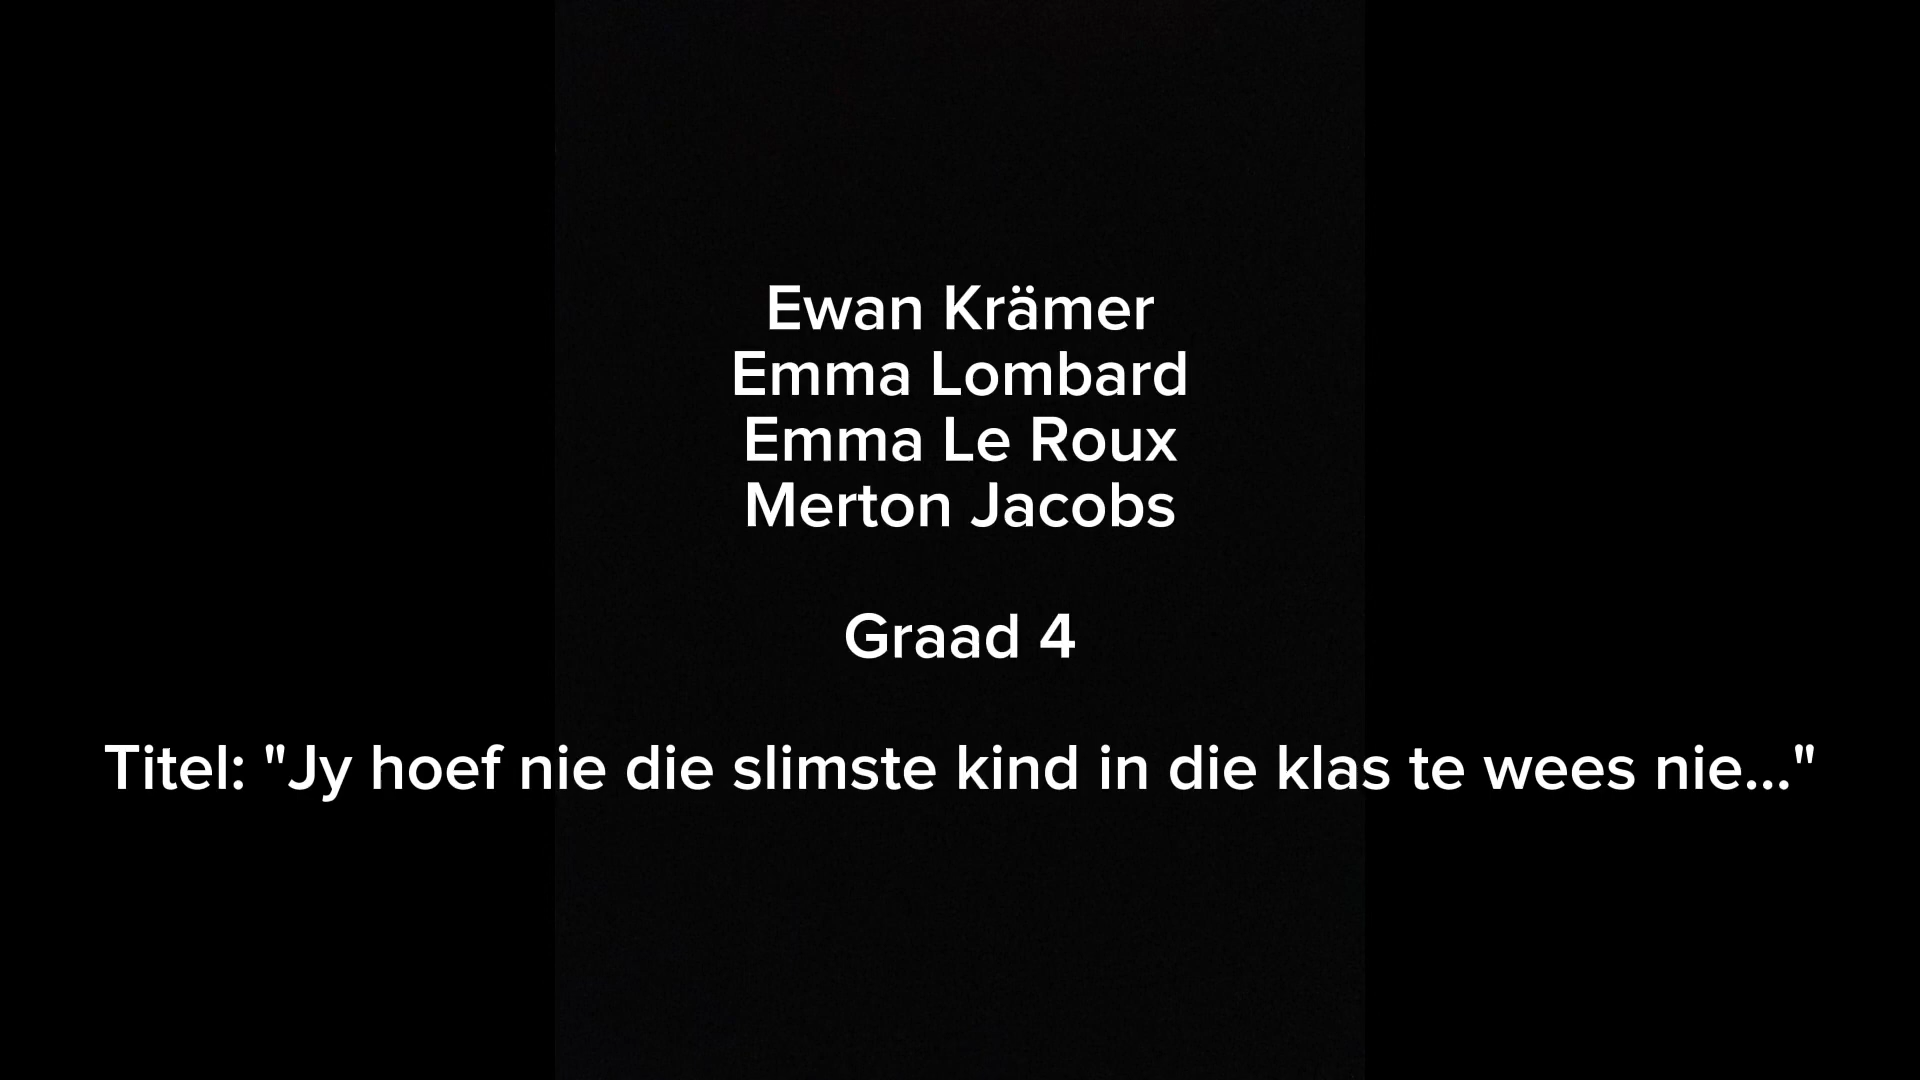 Ewan Krämer
Emma Lombard
Emma Le Roux
Merton Jacobs
Graad 4
Titel: "Jy hoef nie die slimste kind in die klas te wees nie..."